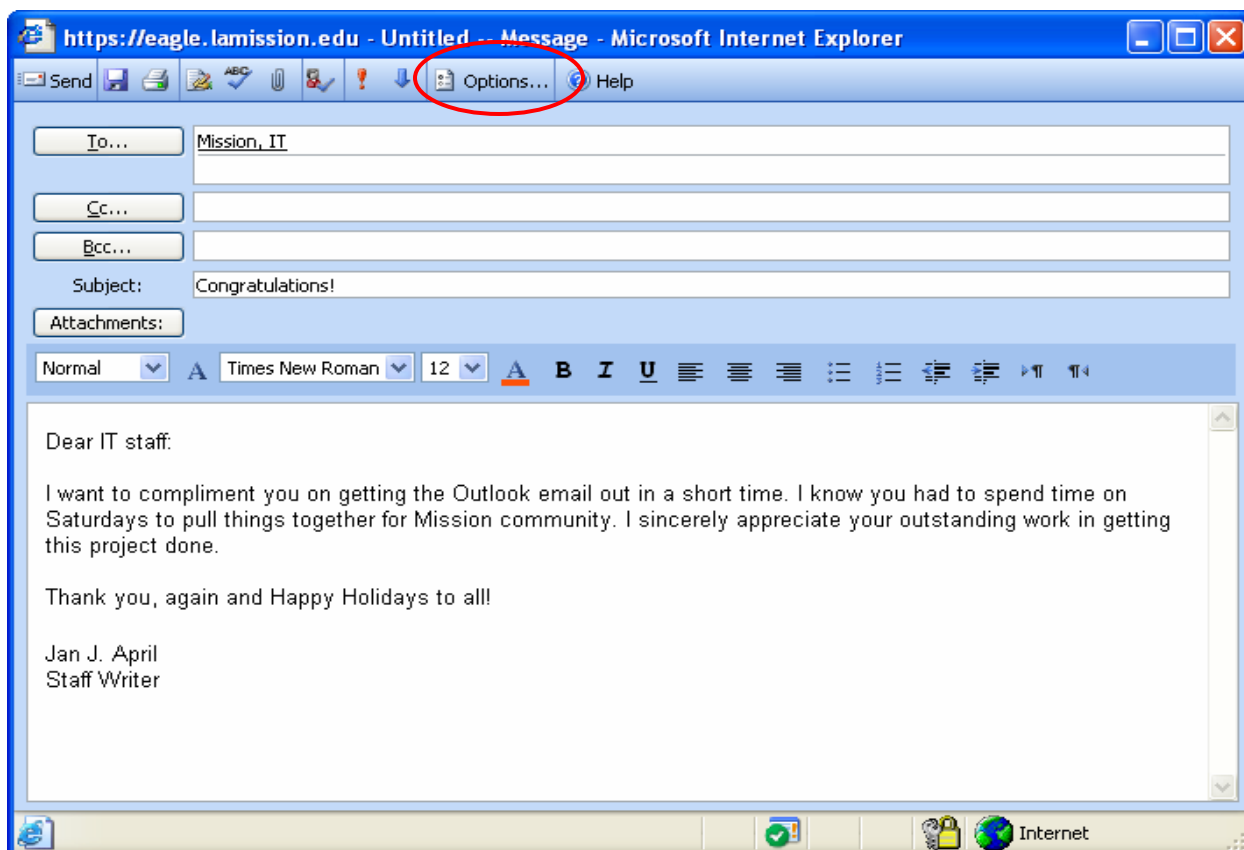 https://eagle.lamission.edu - Untitled -- Message - Microsoft Internet Explorer
Send ABC Options... Help
To... Mission, IT
Cc...
Bcc...
Subject: Congratulations!
Attachments:
Normal A Times New Roman 12 A B I U
Dear IT staff:
I want to compliment you on getting the Outlook email out in a short time. I know you had to spend time on
Saturdays to pull things together for Mission community. I sincerely appreciate your outstanding work in getting
this project done.
Thank you, again and Happy Holidays to all!
Jan J. April
Staff Writer
Internet